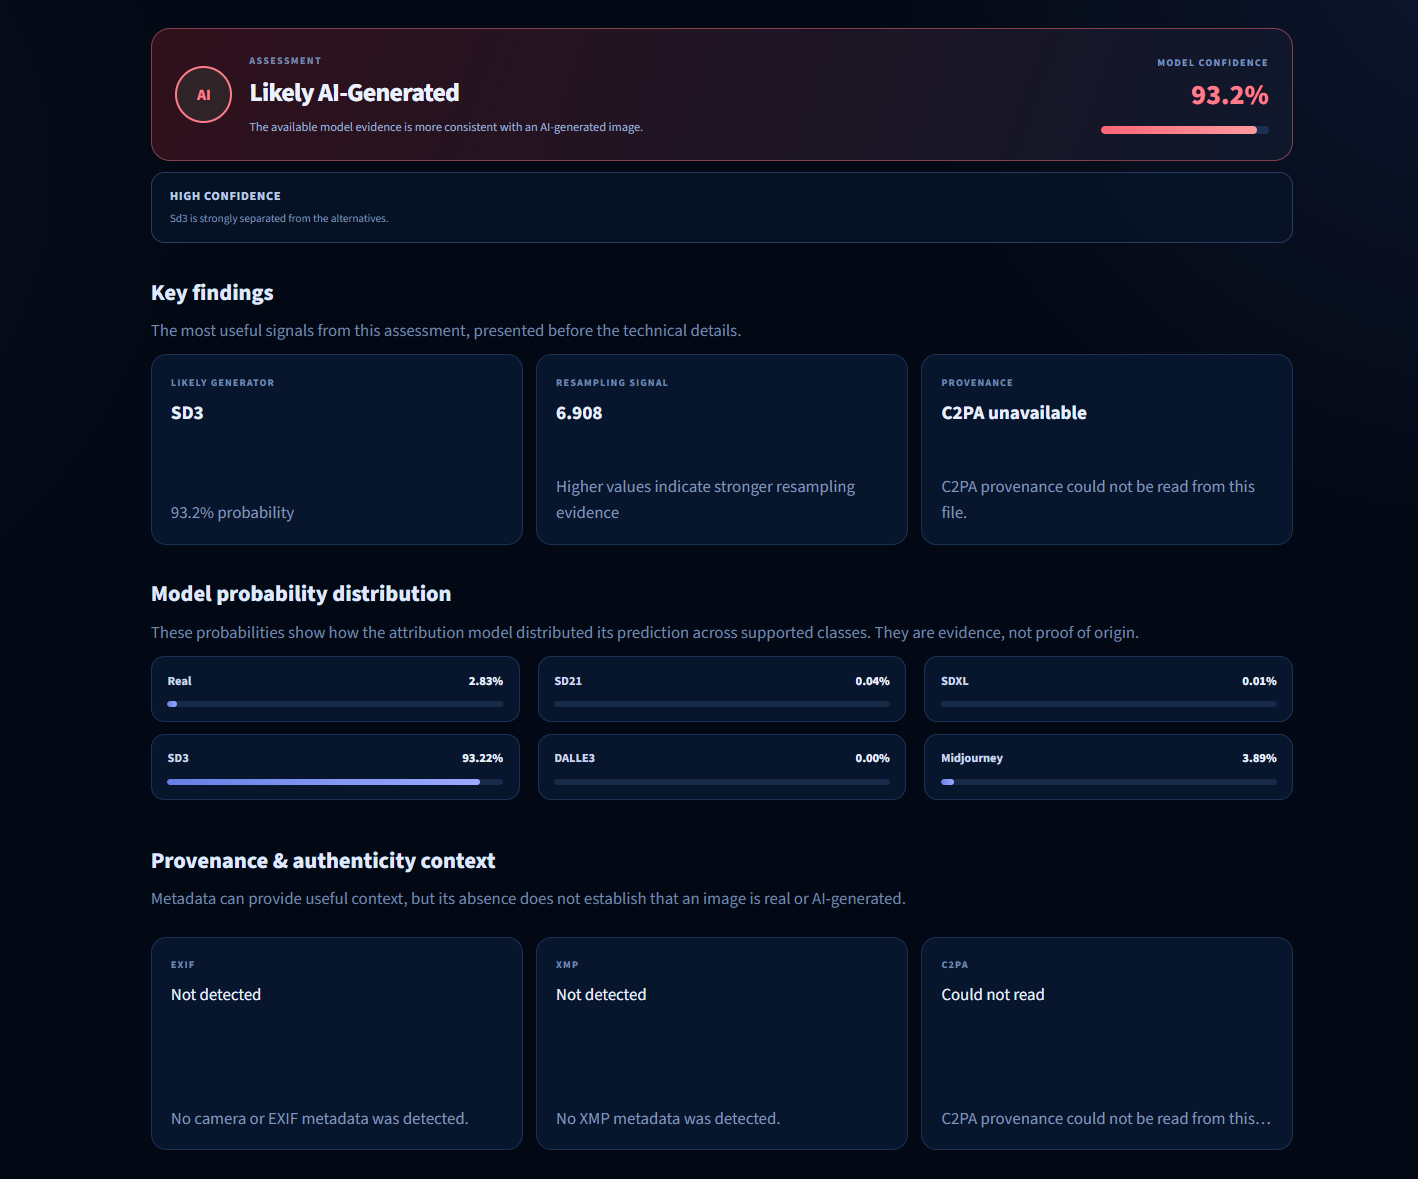 ASSESSMENT
AI
Likely AI-Generated
The available model evidence is more consistent with an AI-generated image.
MODEL CONFIDENCE
93.2%
HIGH CONFIDENCE
Sd3 is strongly separated from the alternatives.
Key findings
The most useful signals from this assessment, presented before the technical details.
LIKELY GENERATOR
SD3
93.2% probability
RESAMPLING SIGNAL
6.908
Higher values indicate stronger resampling
evidence
PROVENANCE
C2PA unavailable
C2PA provenance could not be read from this
file.
Model probability distribution
These probabilities show how the attribution model distributed its prediction across supported classes. They are evidence, not proof of origin.
Real 2.83%
SD21 0.04%
SDXL 0.01%
SD3 93.22%
DALLE3 0.00%
Midjourney 3.89%
Provenance & authenticity context
Metadata can provide useful context, but its absence does not establish that an image is real or AI-generated.
EXIF
Not detected
No camera or EXIF metadata was detected.
XMP
Not detected
No XMP metadata was detected.
C2PA
Could not read
C2PA provenance could not be read from this…